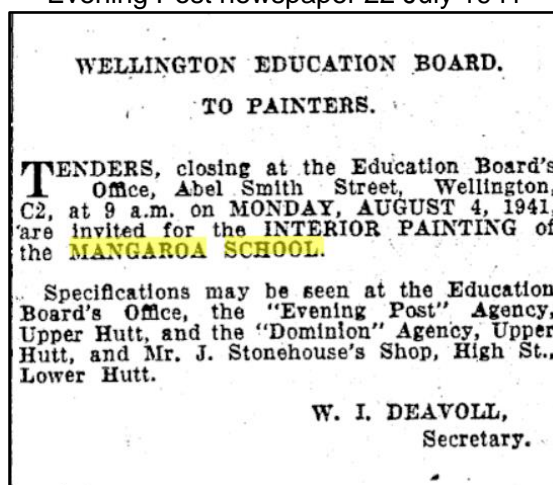 Evening Post newspaper 22 July 1941
WELLINGTON EDUCATION BOARD.
TO PAINTERS.
TENDERS, closing at the Education Board's
Office, Abel Smith Street, Wellington,
C2, at 9 a.m. on MONDAY, AUGUST 4, 1941,
are invited for the INTERIOR PAINTING of
the MANGAROA SCHOOL.
Specifications may be seen at the Education
Board's Office, the "Evening Post" Agency,
Upper Hutt, and the "Dominion" Agency, Upper
Hutt, and Mr. J. Stonehouse's Shop, High St.,
Lower Hutt.
W. I. DEAVOLL,
Secretary.